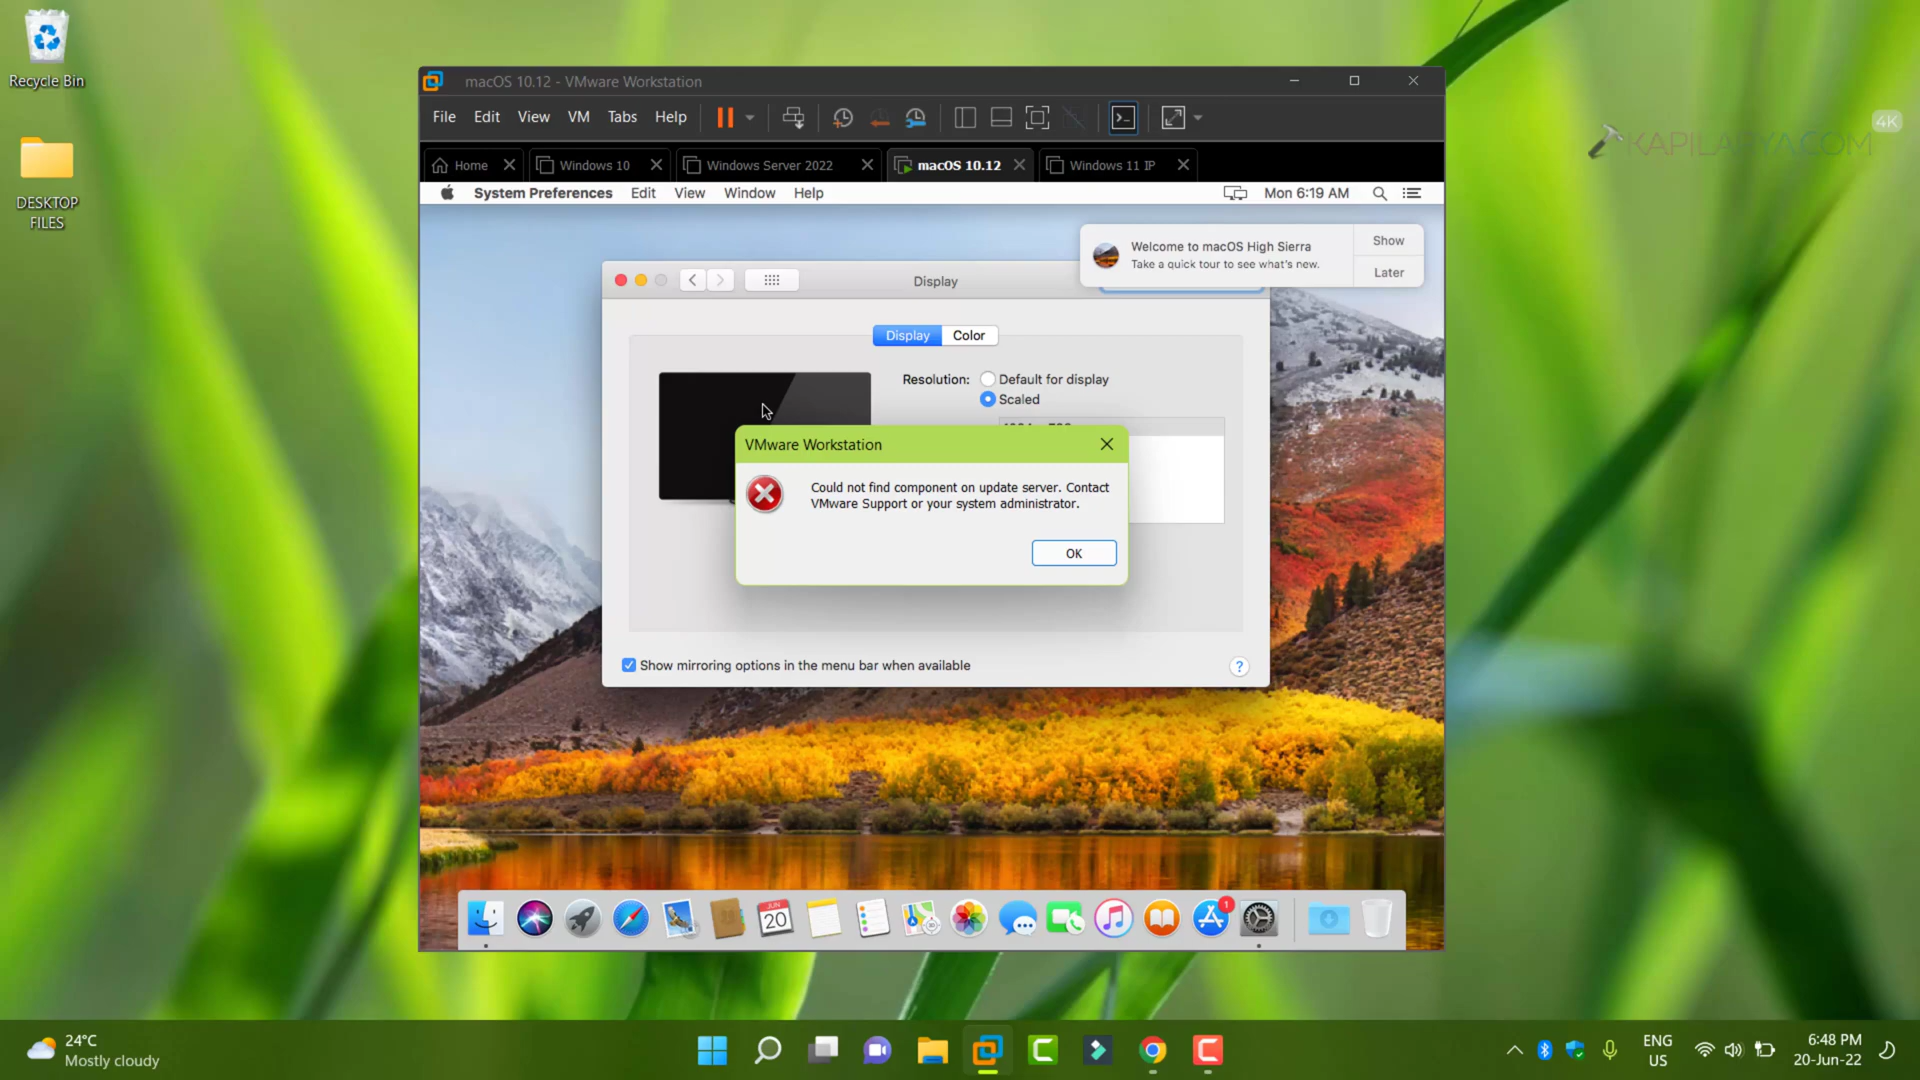 Recycle Bin
DESKTOP
FILES
macOS 10.12 - VMware Workstation
File Edit View VM Tabs Help
Home Windows 10 Windows Server 2022 macOS 10.12 Windows 11 IP
System Preferences Edit View Window Help Mon 6:19 AM
4K
KAPILARYA.COM
Welcome to macOS High Sierra
Take a quick tour to see what's new.
Show
Later
Display
Display Color
Resolution: Default for display
Scaled
VMware Workstation
Could not find component on update server. Contact
VMware Support or your system administrator.
OK
Show mirroring options in the menu bar when available
?
JUN
20
1
24°C
Mostly cloudy
ENG
US
6:48 PM
20-Jun-22